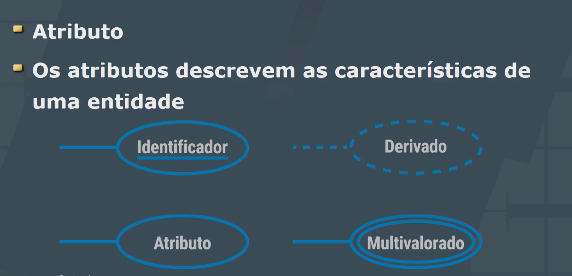 Atributo
Os atributos descrevem as características de
uma entidade
Identificador
Derivado
Atributo
Multivalorado